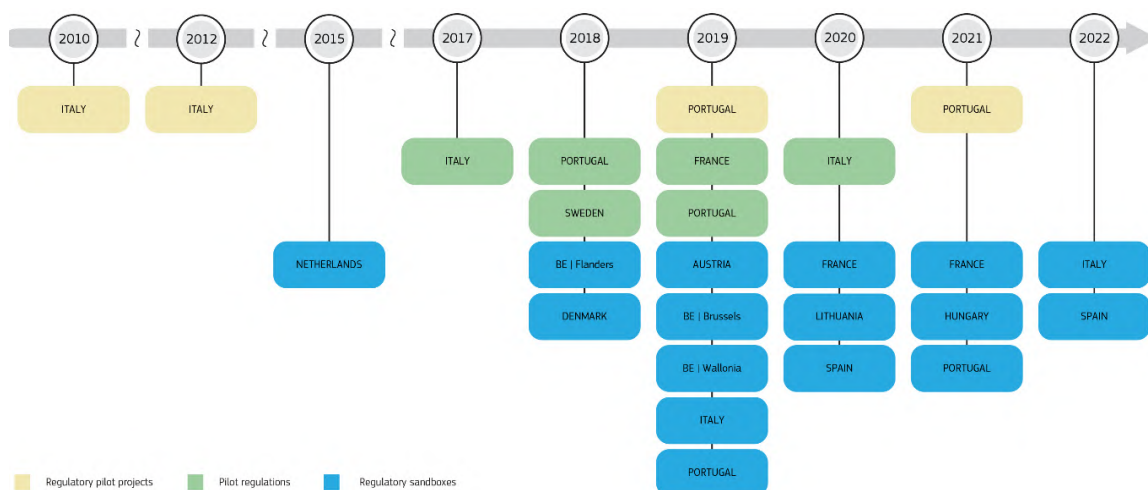 2010
2012
2015
2017
2018
2019
2020
2021
2022
ITALY
ITALY
PORTUGAL
PORTUGAL
ITALY
PORTUGAL
FRANCE
ITALY
SWEDEN
PORTUGAL
NETHERLANDS
BE | Flanders
AUSTRIA
FRANCE
FRANCE
ITALY
DENMARK
BE | Brussels
LITHUANIA
HUNGARY
SPAIN
BE | Wallonia
SPAIN
PORTUGAL
ITALY
PORTUGAL
Regulatory pilot projects
Pilot regulations
Regulatory sandboxes